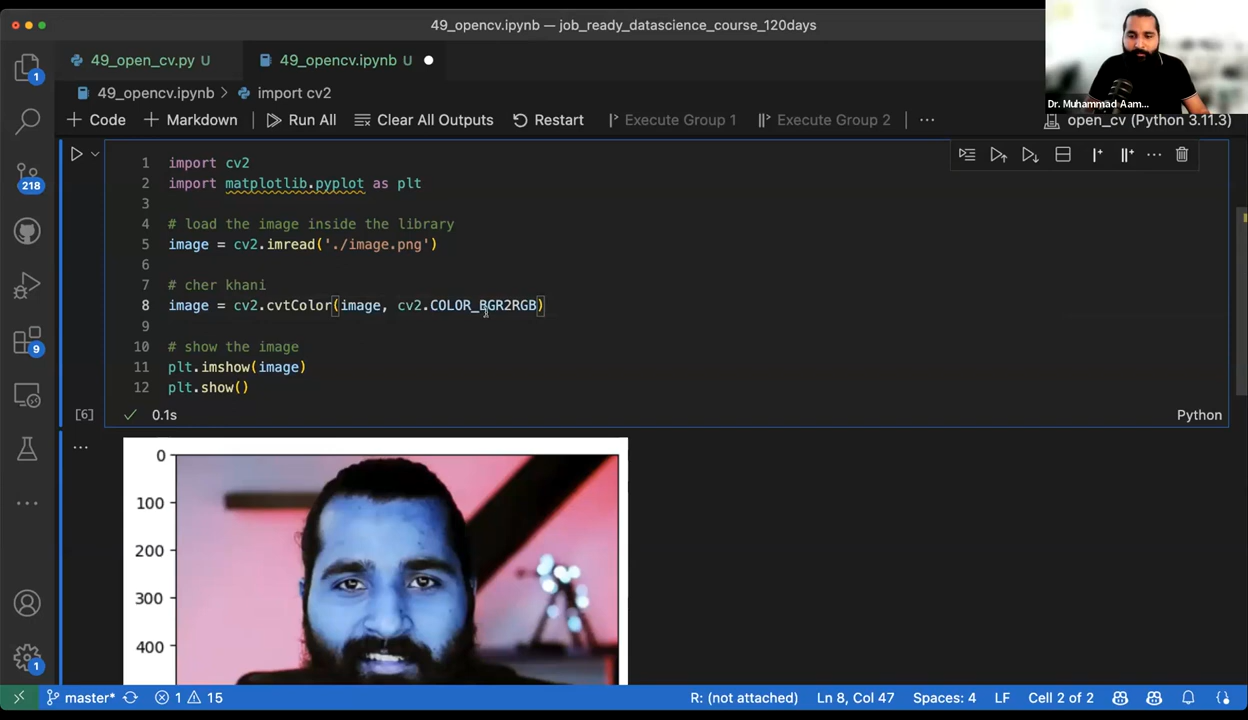 49_opencv.ipynb — job_ready_datascience_course_120days
49_open_cv.py U
49_opencv.ipynb U
49_opencv.ipynb > import cv2
Dr. Muhammad Aam...
+ Code + Markdown Run All Clear All Outputs Restart Execute Group 1 Execute Group 2 ... open_cv (Python 3.11.3)
1
218
9
1
1 import cv2
2 import matplotlib.pyplot as plt
3
4 # load the image inside the library
5 image = cv2.imread('./image.png')
6
7 # cher khani
8 image = cv2.cvtColor(image, cv2.COLOR_BGR2RGB)
9
10 # show the image
11 plt.imshow(image)
12 plt.show()
[6] 0.1s Python
0
100
200
300
400
master* 1 15 R: (not attached) Ln 8, Col 47 Spaces: 4 LF Cell 2 of 2